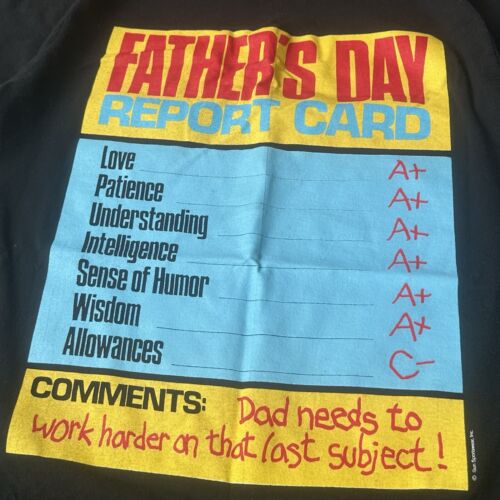 FATHER'S DAY
REPORT CARD
Love A+
Patience A+
Understanding A+
Intelligence A+
Sense of Humor A+
Wisdom A+
Allowances C-
COMMENTS: Dad needs to
work harder on that last subject!